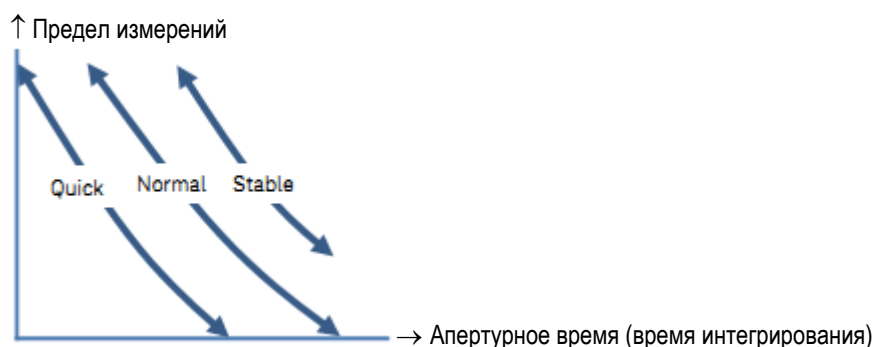 ↑ Предел измерений
Quick Normal Stable
→ Апертурное время (время интегрирования)